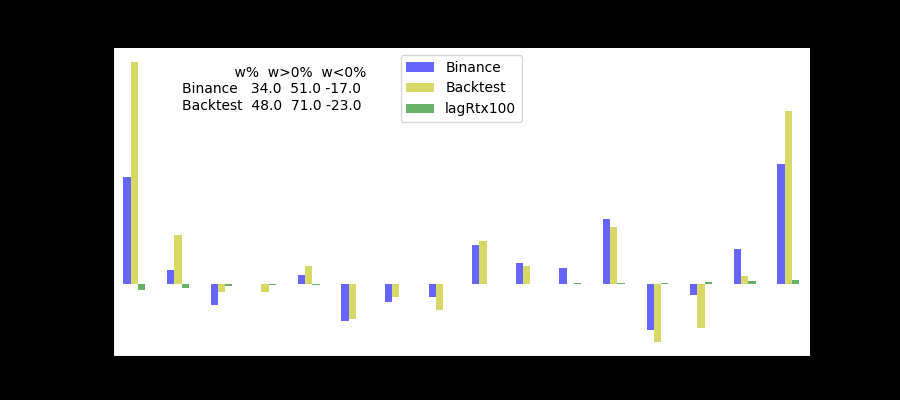 w% w>0% w<0%
Binance 34.0 51.0 -17.0
Backtest 48.0 71.0 -23.0
Binance
Backtest
lagRtx100